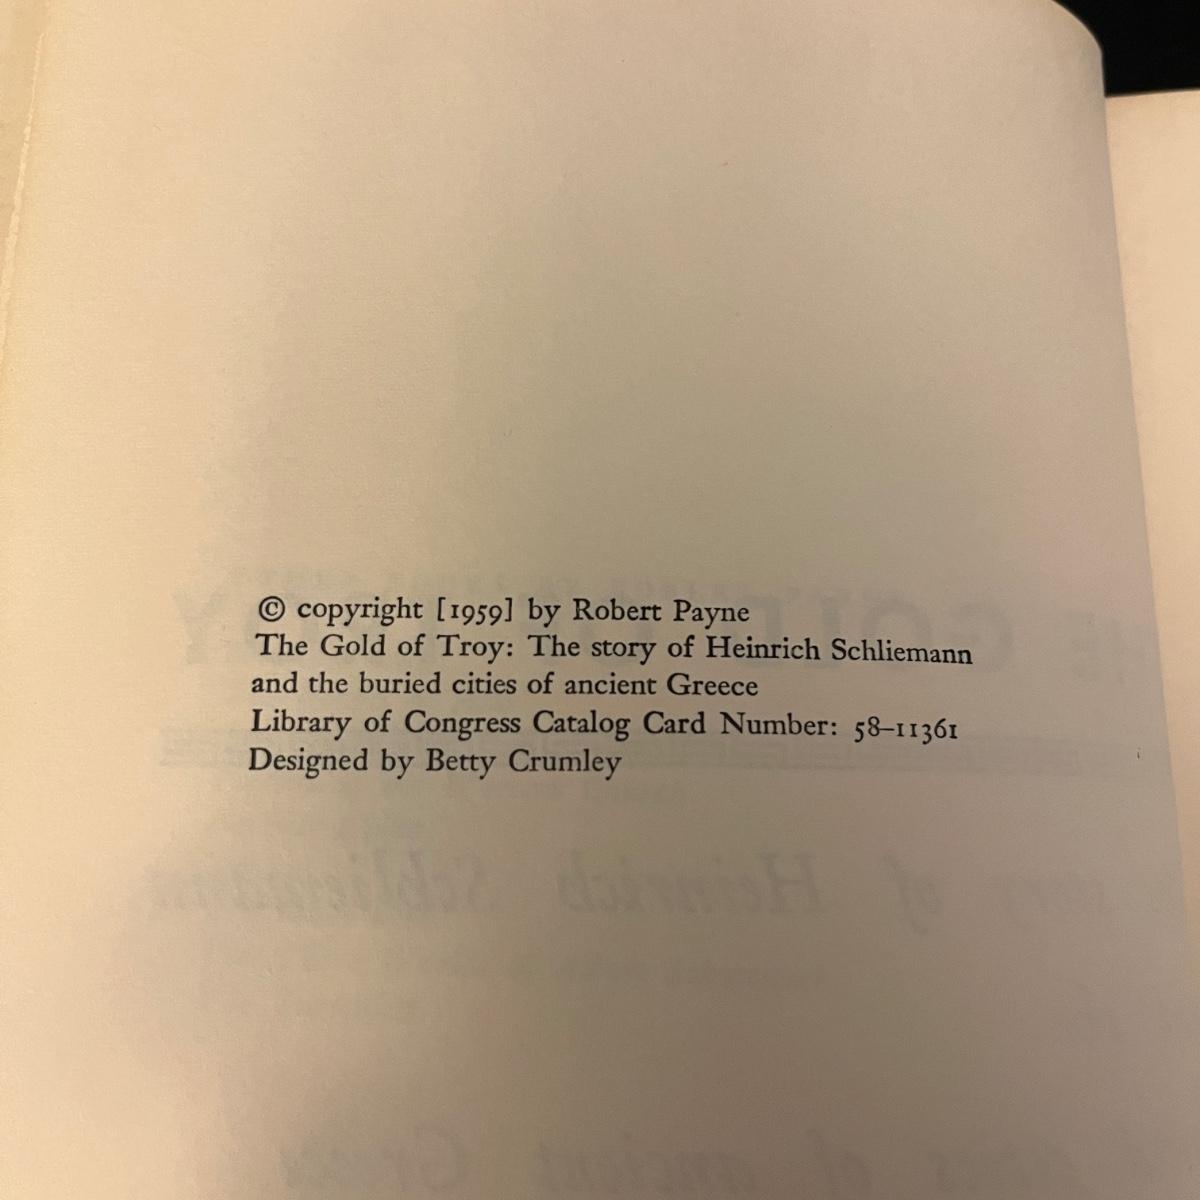 © copyright [1959] by Robert Payne
The Gold of Troy: The story of Heinrich Schliemann
and the buried cities of ancient Greece
Library of Congress Catalog Card Number: 58–11361
Designed by Betty Crumley